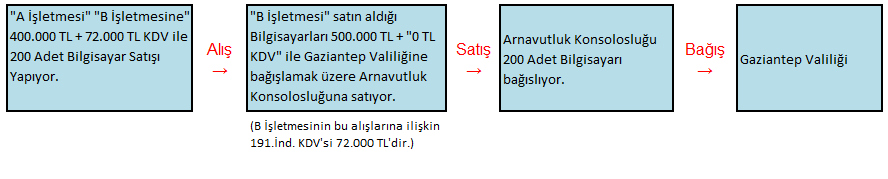 "A İşletmesi" "B İşletmesine"
400.000 TL + 72.000 TL KDV ile
200 Adet Bilgisayar Satışı
Yapıyor.
Alış
→
"B İşletmesi" satın aldığı
Bilgisayarları 500.000 TL + "0 TL
KDV" ile Gaziantep Valiliğine
bağışlamak üzere Arnavutluk
Konsolosluğuna satıyor.
(B İşletmesinin bu alışlarına ilişkin
191.İnd. KDV'si 72.000 TL'dir.)
Satış
→
Arnavutluk Konsolosluğu
200 Adet Bilgisayarı
bağıslıyor.
Bağış
→
Gaziantep Valiliği